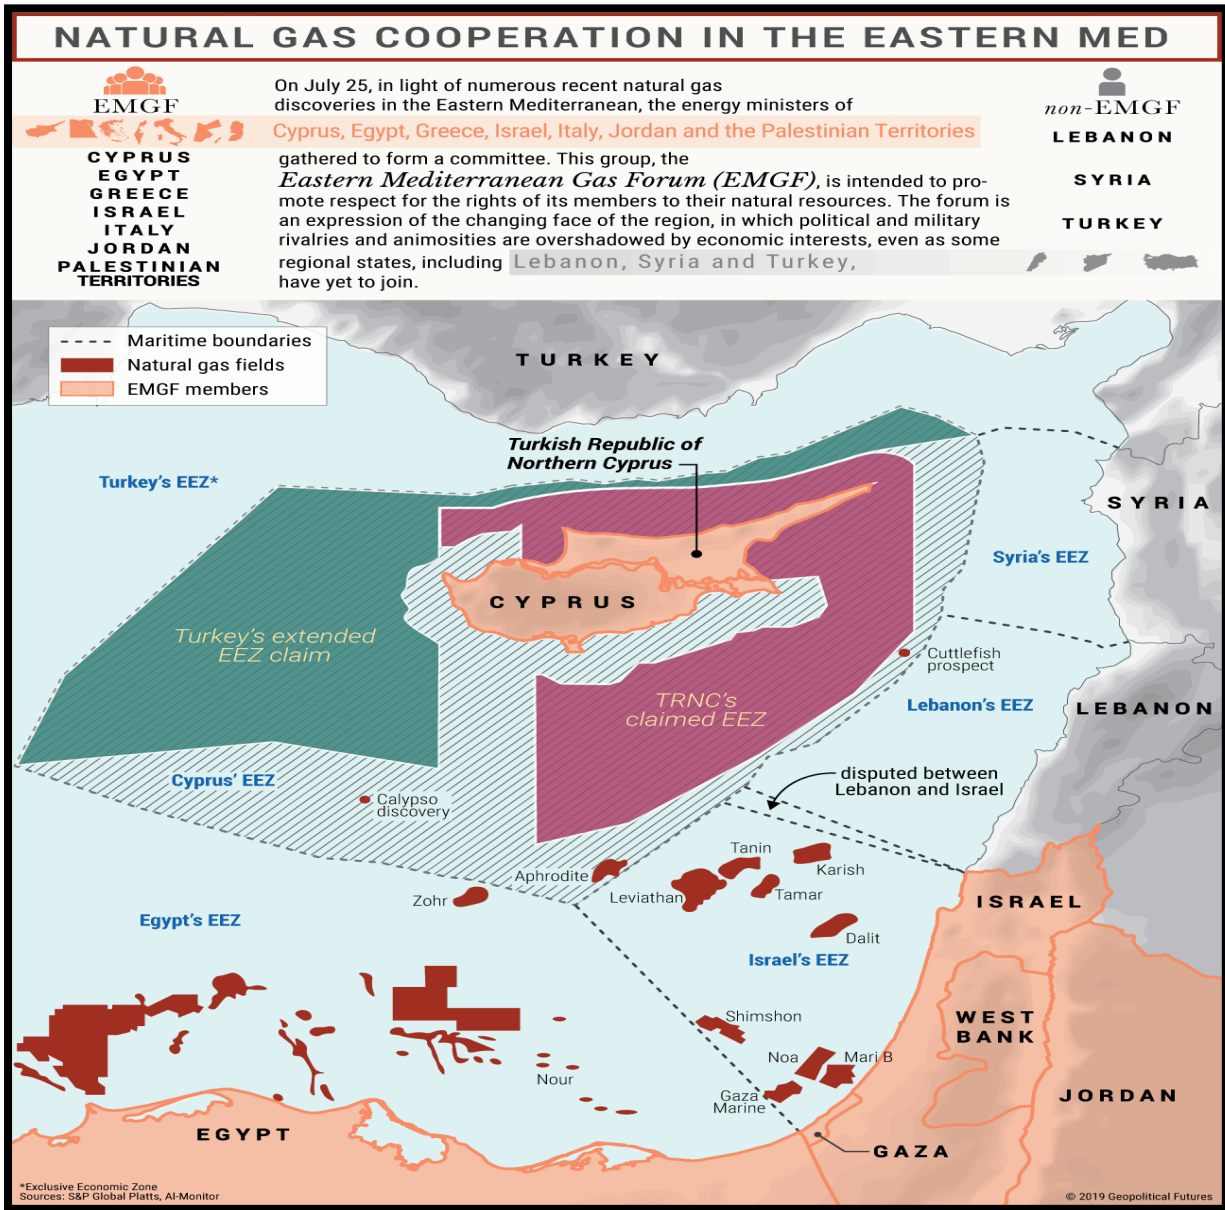 NATURAL GAS COOPERATION IN THE EASTERN MED
EMGF
CYPRUS
EGYPT
GREECE
ISRAEL
ITALY
JORDAN
PALESTINIAN
TERRITORIES
On July 25, in light of numerous recent natural gas
discoveries in the Eastern Mediterranean, the energy ministers of
Cyprus, Egypt, Greece, Israel, Italy, Jordan and the Palestinian Territories
gathered to form a committee. This group, the
Eastern Mediterranean Gas Forum (EMGF), is intended to pro-
mote respect for the rights of its members to their natural resources. The forum is
an expression of the changing face of the region, in which political and military
rivalries and animosities are overshadowed by economic interests, even as some
regional states, including Lebanon, Syria and Turkey,
have yet to join.
non-EMGF
LEBANON
SYRIA
TURKEY
Maritime boundaries
Natural gas fields
EMGF members
TURKEY
Turkish Republic of
Northern Cyprus
Turkey's EEZ*
SYRIA
Syria's EEZ
CYPRUS
Turkey's extended
EEZ claim
Cuttlefish
prospect
TRNC's
claimed EEZ
Lebanon's EEZ
LEBANON
Cyprus' EEZ
disputed between
Lebanon and Israel
Calypso
discovery
Tanin
Karish
Aphrodite
Leviathan
Tamar
Zohr
ISRAEL
Egypt's EEZ
Dalit
Israel's EEZ
Shimshon
WEST
BANK
Noa
Mari B
Nour
Gaza
Marine
JORDAN
EGYPT
GAZA
*Exclusive Economic Zone
Sources: S&P Global Platts, Al-Monitor
© 2019 Geopolitical Futures